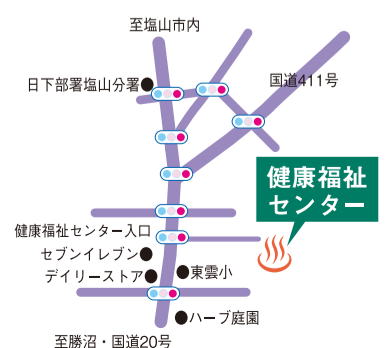 至塩山市内
日下部署塩山分署
国道411号
健康福祉
センター
健康福祉センター入口
セブンイレブン
デイリーストア
東雲小
ハーブ庭園
至勝沼・国道20号